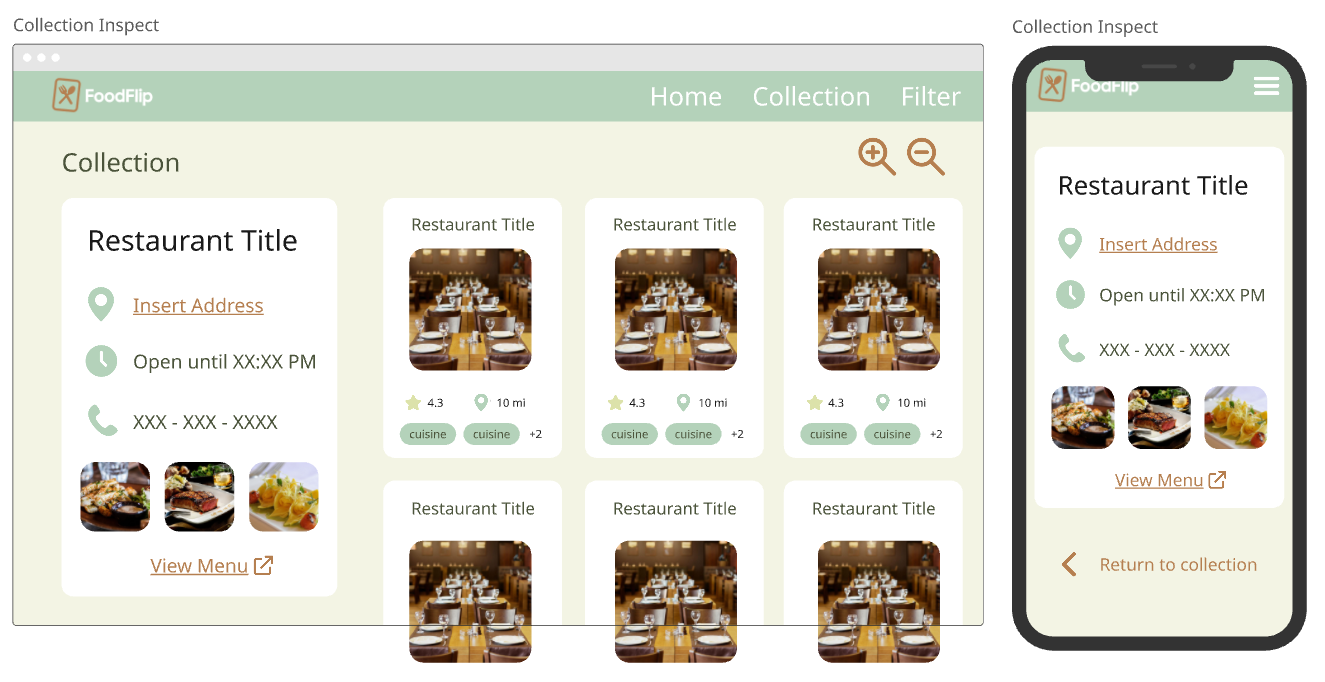 Collection Inspect
FoodFlip
Home Collection Filter
Collection
Restaurant Title
Insert Address
Open until XX:XX PM
XXX - XXX - XXXX
View Menu
Restaurant Title
4.3 10 mi
cuisine cuisine +2
Restaurant Title
4.3 10 mi
cuisine cuisine +2
Restaurant Title
4.3 10 mi
cuisine cuisine +2
Restaurant Title
Restaurant Title
Restaurant Title
Collection Inspect
FoodFlip
Restaurant Title
Insert Address
Open until XX:XX PM
XXX - XXX - XXXX
View Menu
Return to collection